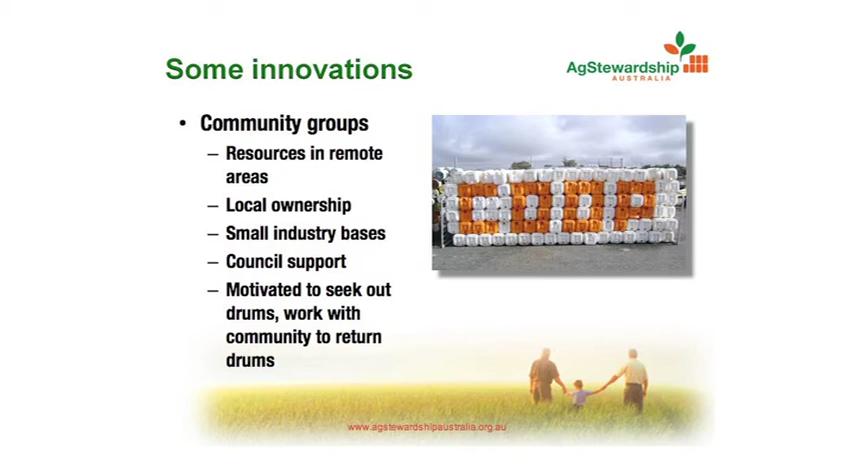 Some innovations
AgStewardship
AUSTRALIA
• Community groups
– Resources in remote
areas
– Local ownership
– Small industry bases
– Council support
– Motivated to seek out
drums, work with
community to return
drums
www.agstewardshipaustralia.org.au